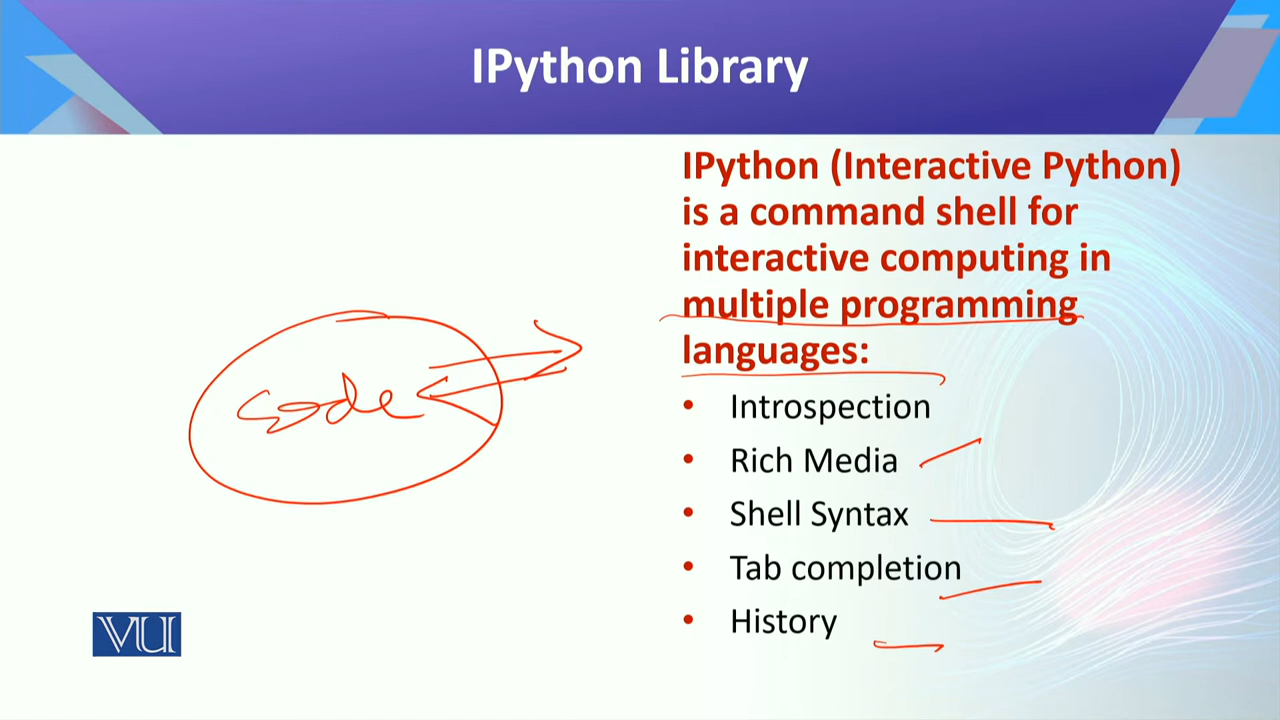 IPython Library
IPython (Interactive Python)
is a command shell for
interactive computing in
multiple programming
languages:
• Introspection
• Rich Media
• Shell Syntax
• Tab completion
• History
code
VU